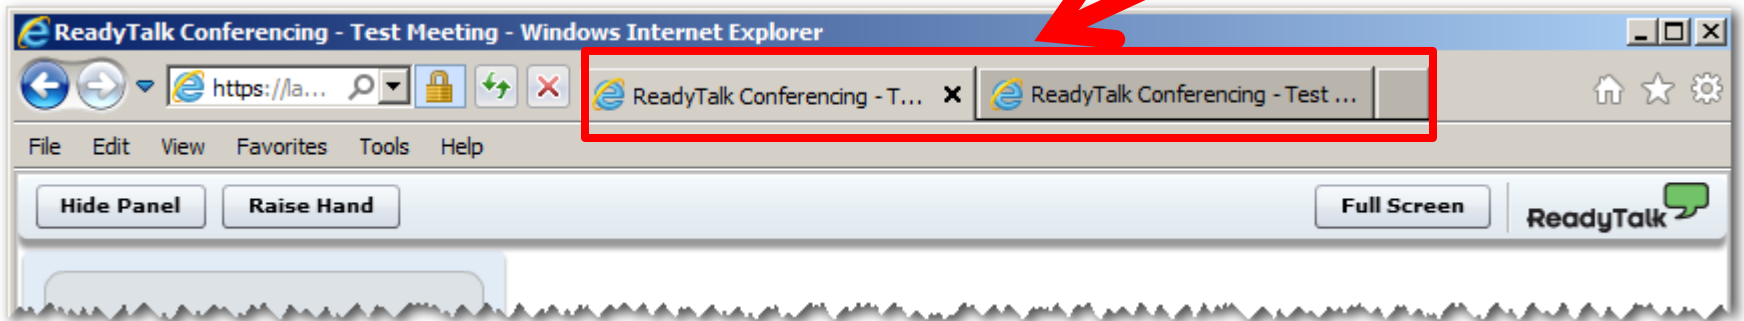 ReadyTalk Conferencing - Test Meeting - Windows Internet Explorer
https://la... ReadyTalk Conferencing - T... ReadyTalk Conferencing - Test ...
File Edit View Favorites Tools Help
Hide Panel Raise Hand Full Screen ReadyTalk